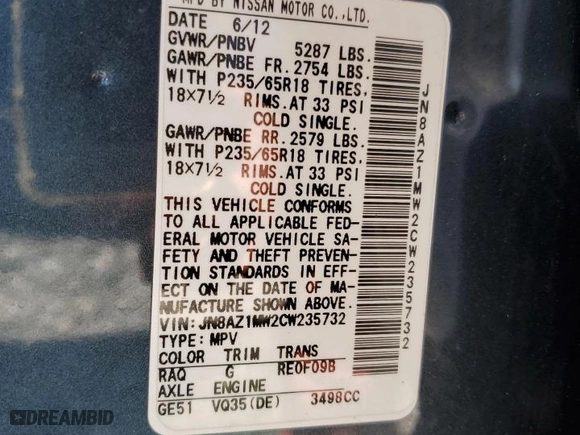 MFD BY NISSAN MOTOR CO.,LTD.
DATE 6/12
GVWR/PNBV 5287 LBS.
GAWR/PNBE FR. 2754 LBS.
WITH P235/65R18 TIRES,
18×7½ RIMS.AT 33 PSI
COLD SINGLE.
GAWR/PNBE RR. 2579 LBS.
WITH P235/65R18 TIRES,
18×7½ RIMS.AT 33 PSI
COLD SINGLE.
THIS VEHICLE CONFORMS
TO ALL APPLICABLE FED-
ERAL MOTOR VEHICLE SA-
FETY AND THEFT PREVEN-
TION STANDARDS IN EFF-
ECT ON THE DATE OF MA-
NUFACTURE SHOWN ABOVE.
VIN:JN8AZ1MW2CW235732
TYPE:MPV
COLOR TRIM TRANS
RAQ G RE0F09B
AXLE ENGINE
GE51 VQ35(DE) 3498CC
JN8AZ1MW2CW235732
DREAMBID